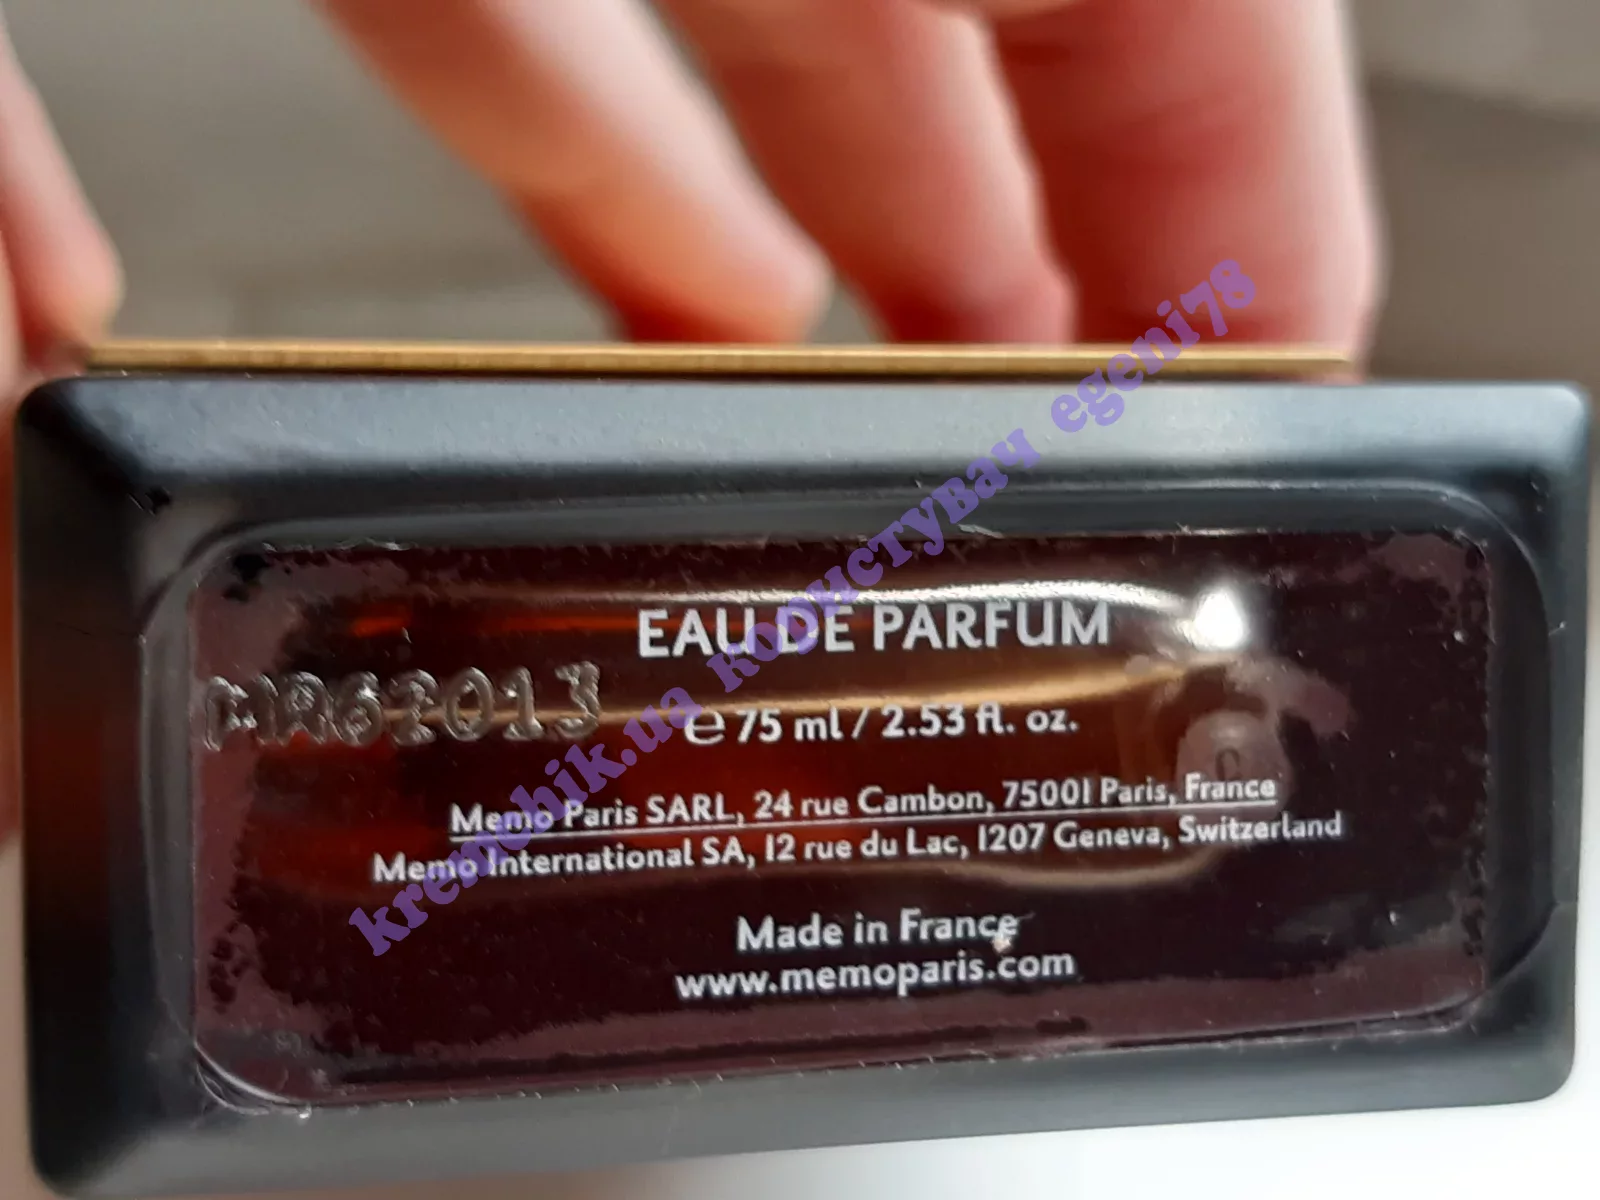 EAU DE PARFUM
MA62013
℮ 75 ml / 2.53 fl. oz.
Memo Paris SARL, 24 rue Cambon, 75001 Paris, France
Memo International SA, 12 rue du Lac, 1207 Geneva, Switzerland
Made in France
www.memoparis.com
kremchik.ua користувач egeni78